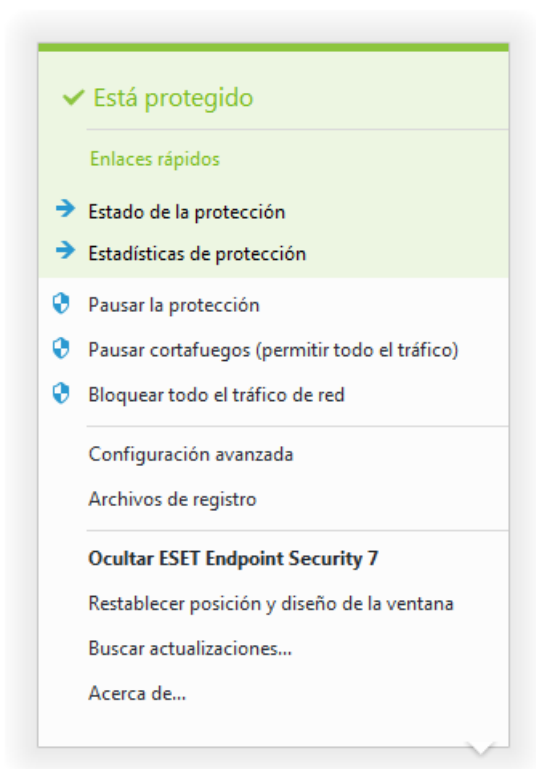 Está protegido
Enlaces rápidos
Estado de la protección
Estadísticas de protección
Pausar la protección
Pausar cortafuegos (permitir todo el tráfico)
Bloquear todo el tráfico de red
Configuración avanzada
Archivos de registro
Ocultar ESET Endpoint Security 7
Restablecer posición y diseño de la ventana
Buscar actualizaciones...
Acerca de...